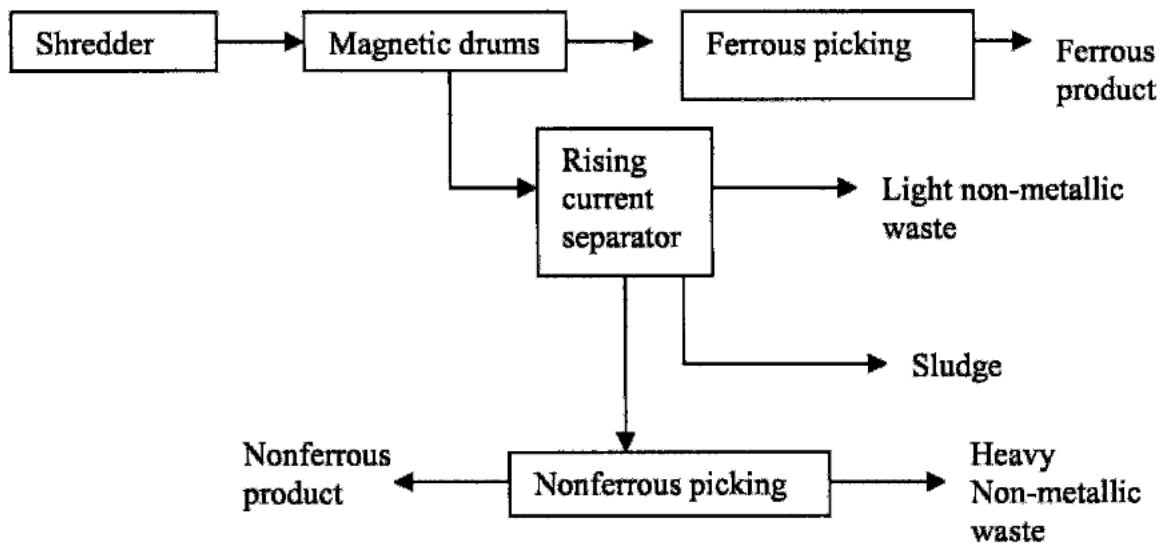 Shredder
Magnetic drums
Ferrous picking
Ferrous
product
Rising
current
separator
Light non-metallic
waste
Sludge
Nonferrous
product
Nonferrous picking
Heavy
Non-metallic
waste